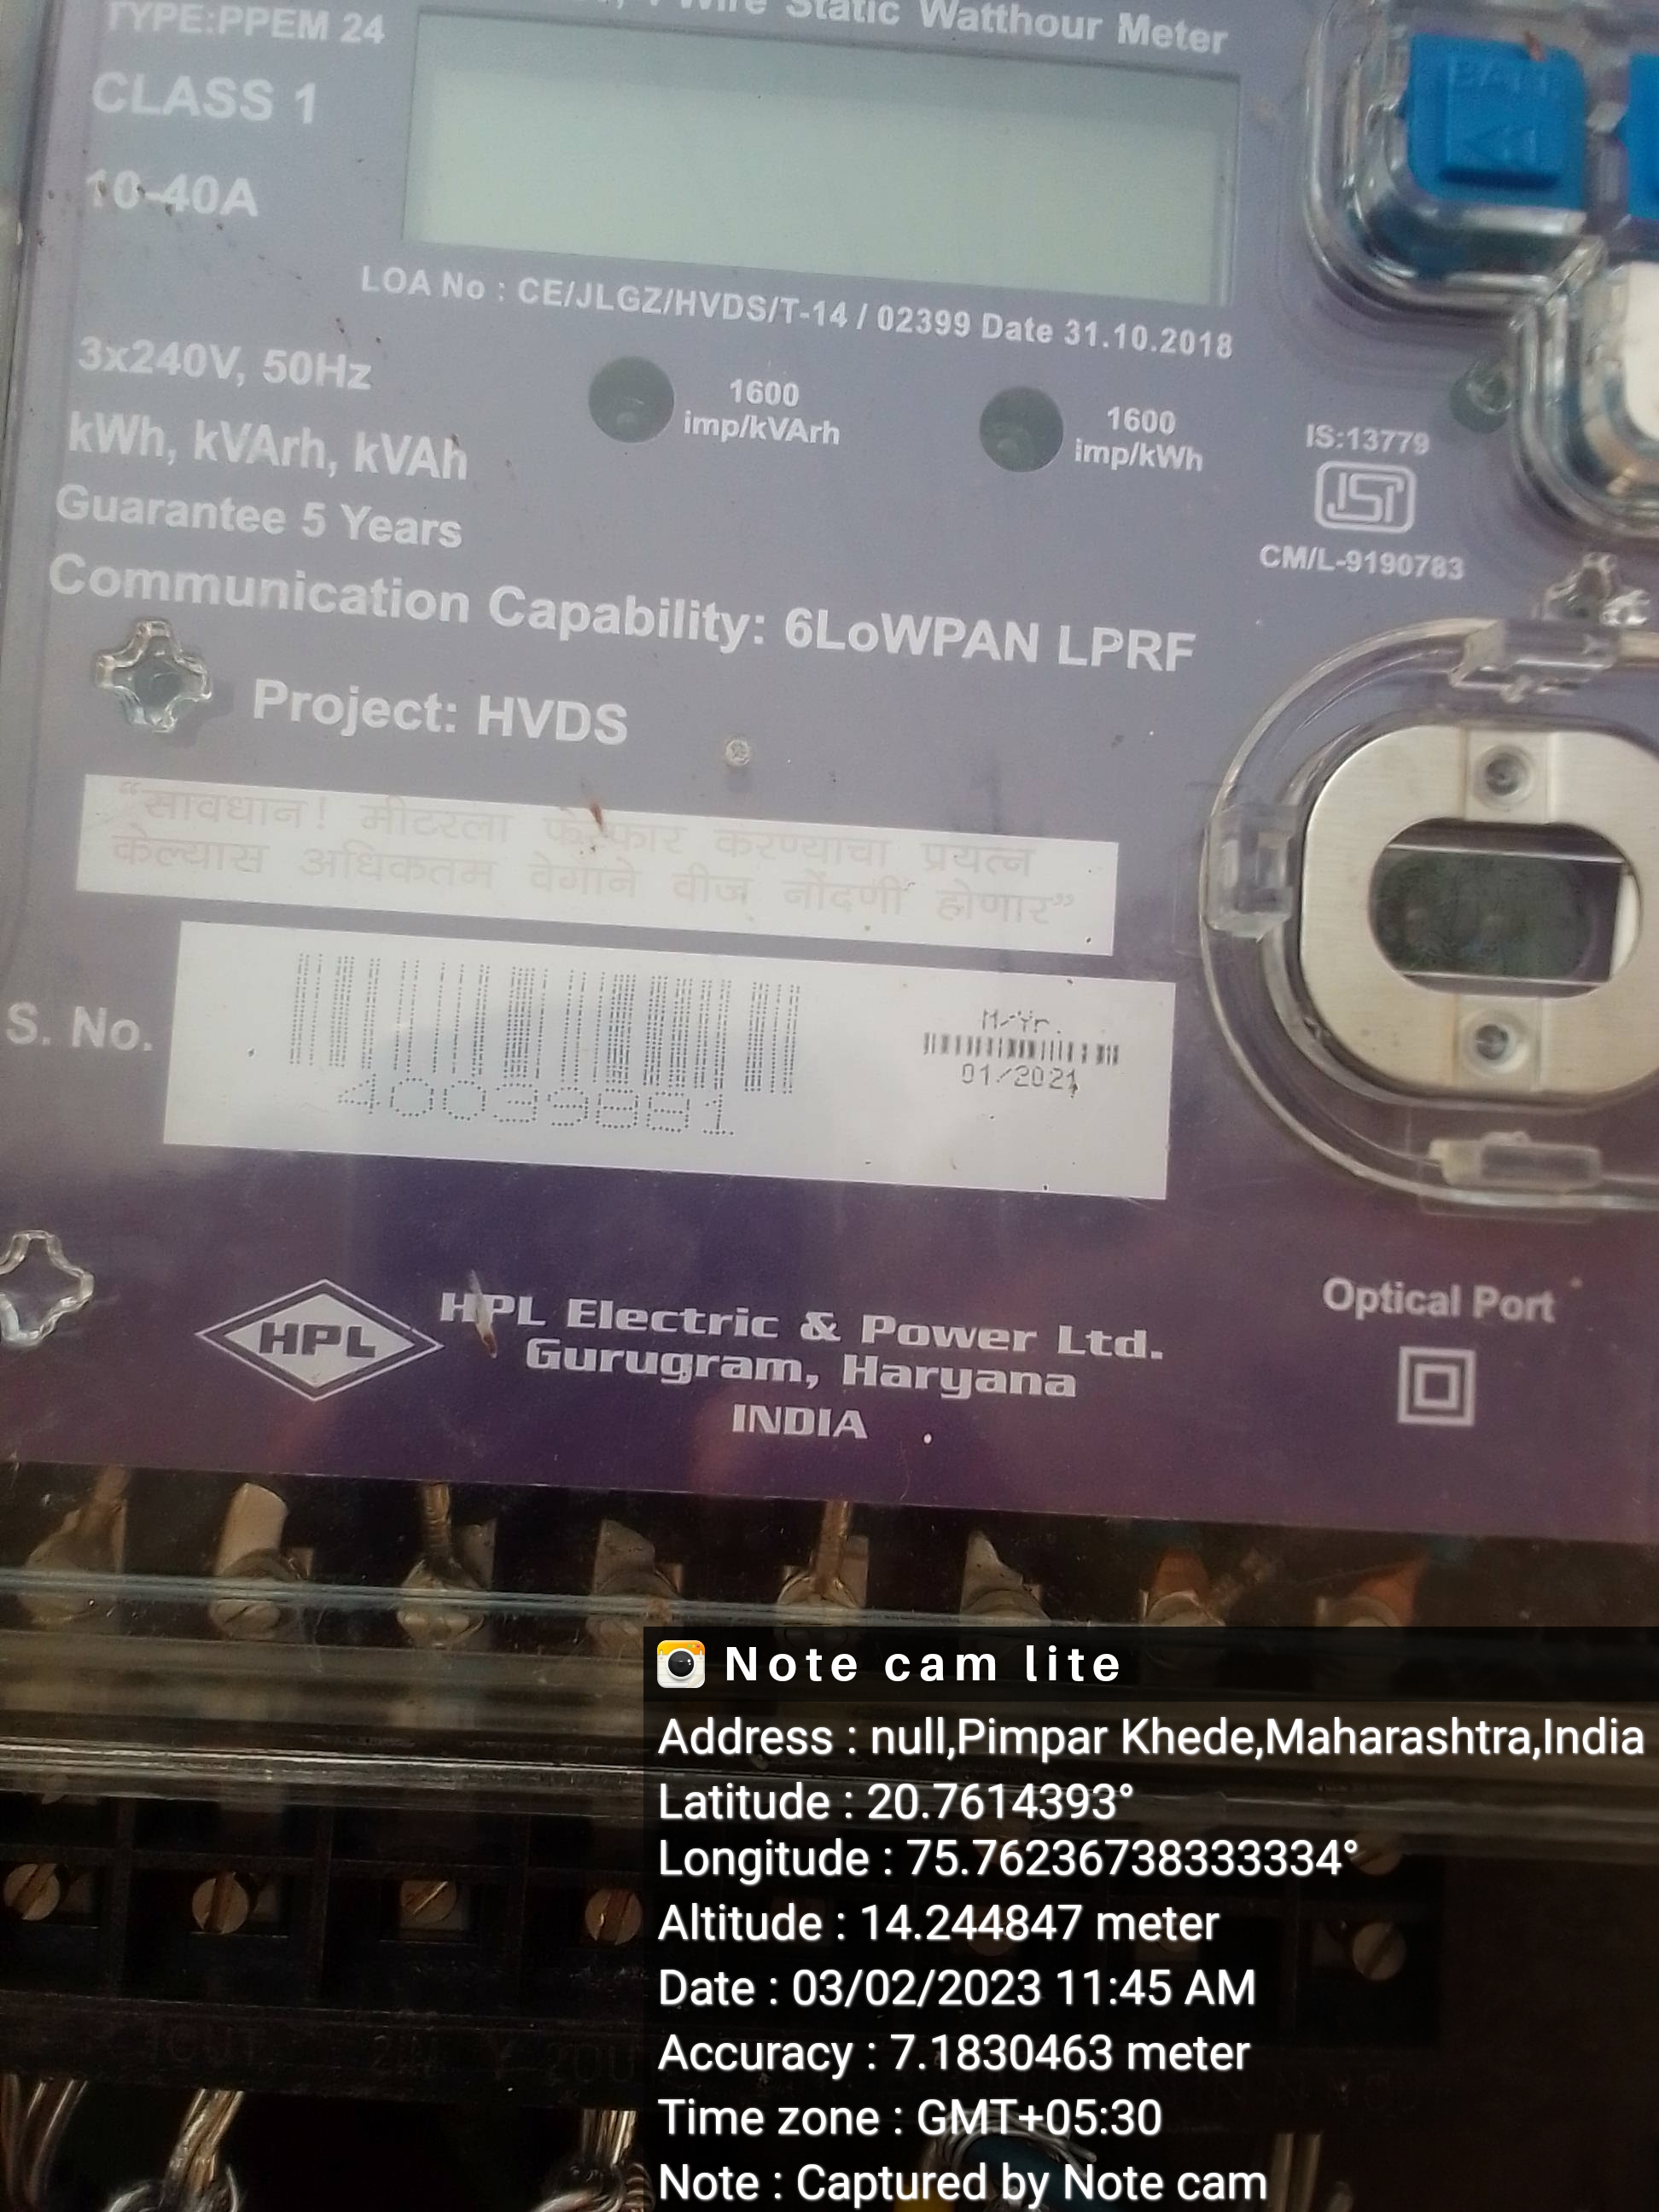 Wire Static Watthour Meter
TYPE:PPEM 24
CLASS 1
10-40A
LOA No : CE/JLGZ/HVDS/T-14 / 02399 Date 31.10.2018
3x240V, 50Hz
1600
imp/kVArh
1600
imp/kWh
IS:13779
ISI
CM/L-9190783
kWh, kVArh, kVAh
Guarantee 5 Years
Communication Capability: 6LoWPAN LPRF
Project: HVDS
“सावधान! मीटरला फेरफार करण्याचा प्रयत्न
केल्यास अधिकतम वेगाने वीज नोंदणी होणार”
S. No.
40039881
M/Yr.
01/2021
HPL
HPL Electric & Power Ltd.
Gurugram, Haryana
INDIA
Optical Port
Note cam lite
Address : null,Pimpar Khede,Maharashtra,India
Latitude : 20.7614393°
Longitude : 75.76236738333334°
Altitude : 14.244847 meter
Date : 03/02/2023 11:45 AM
Accuracy : 7.1830463 meter
Time zone : GMT+05:30
Note : Captured by Note cam